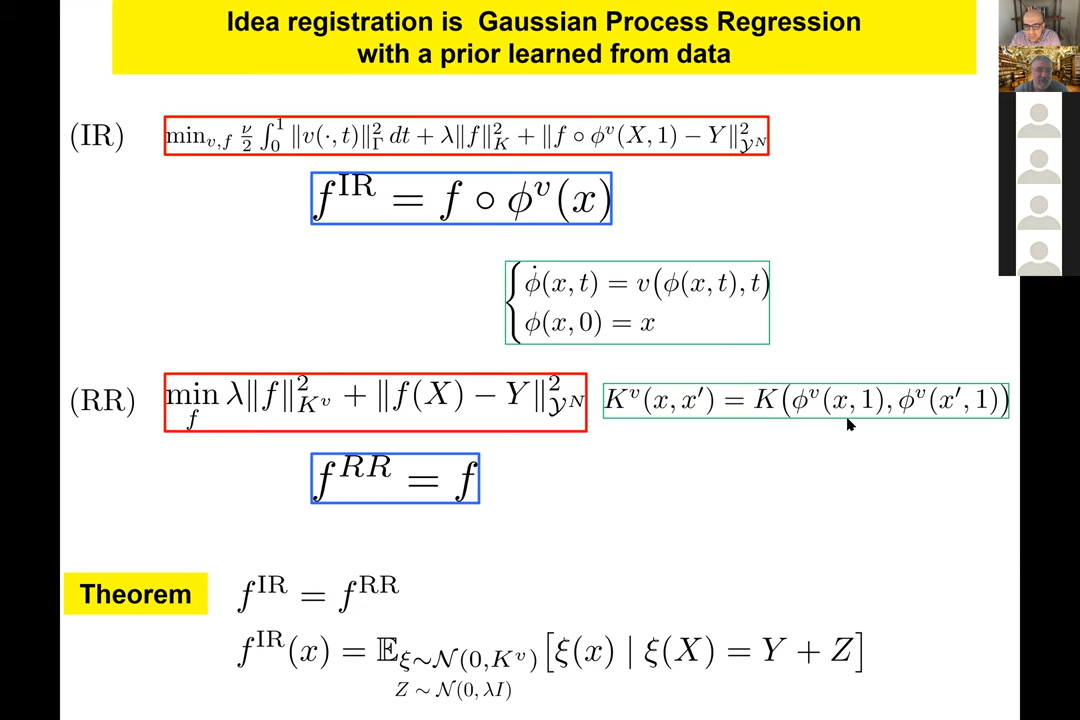 Idea registration is Gaussian Process Regression
with a prior learned from data
(IR) min_{v,f} \frac{ν}{2} ∫_0^1 ‖v(·,t)‖_Γ^2 dt + λ‖f‖_K^2 + ‖f ∘ ϕ^v(X,1) − Y‖_{𝒴^N}^2
f^{IR} = f ∘ ϕ^v(x)
{ \dot{ϕ}(x,t) = v(ϕ(x,t),t)
ϕ(x,0) = x
(RR) min_f λ‖f‖_{K^v}^2 + ‖f(X) − Y‖_{𝒴^N}^2 K^v(x,x′) = K(ϕ^v(x,1), ϕ^v(x′,1))
f^{RR} = f
Theorem f^{IR} = f^{RR}
f^{IR}(x) = 𝔼_{ξ∼𝒩(0,K^v)}[ξ(x) | ξ(X) = Y + Z]
Z ∼ 𝒩(0,λI)